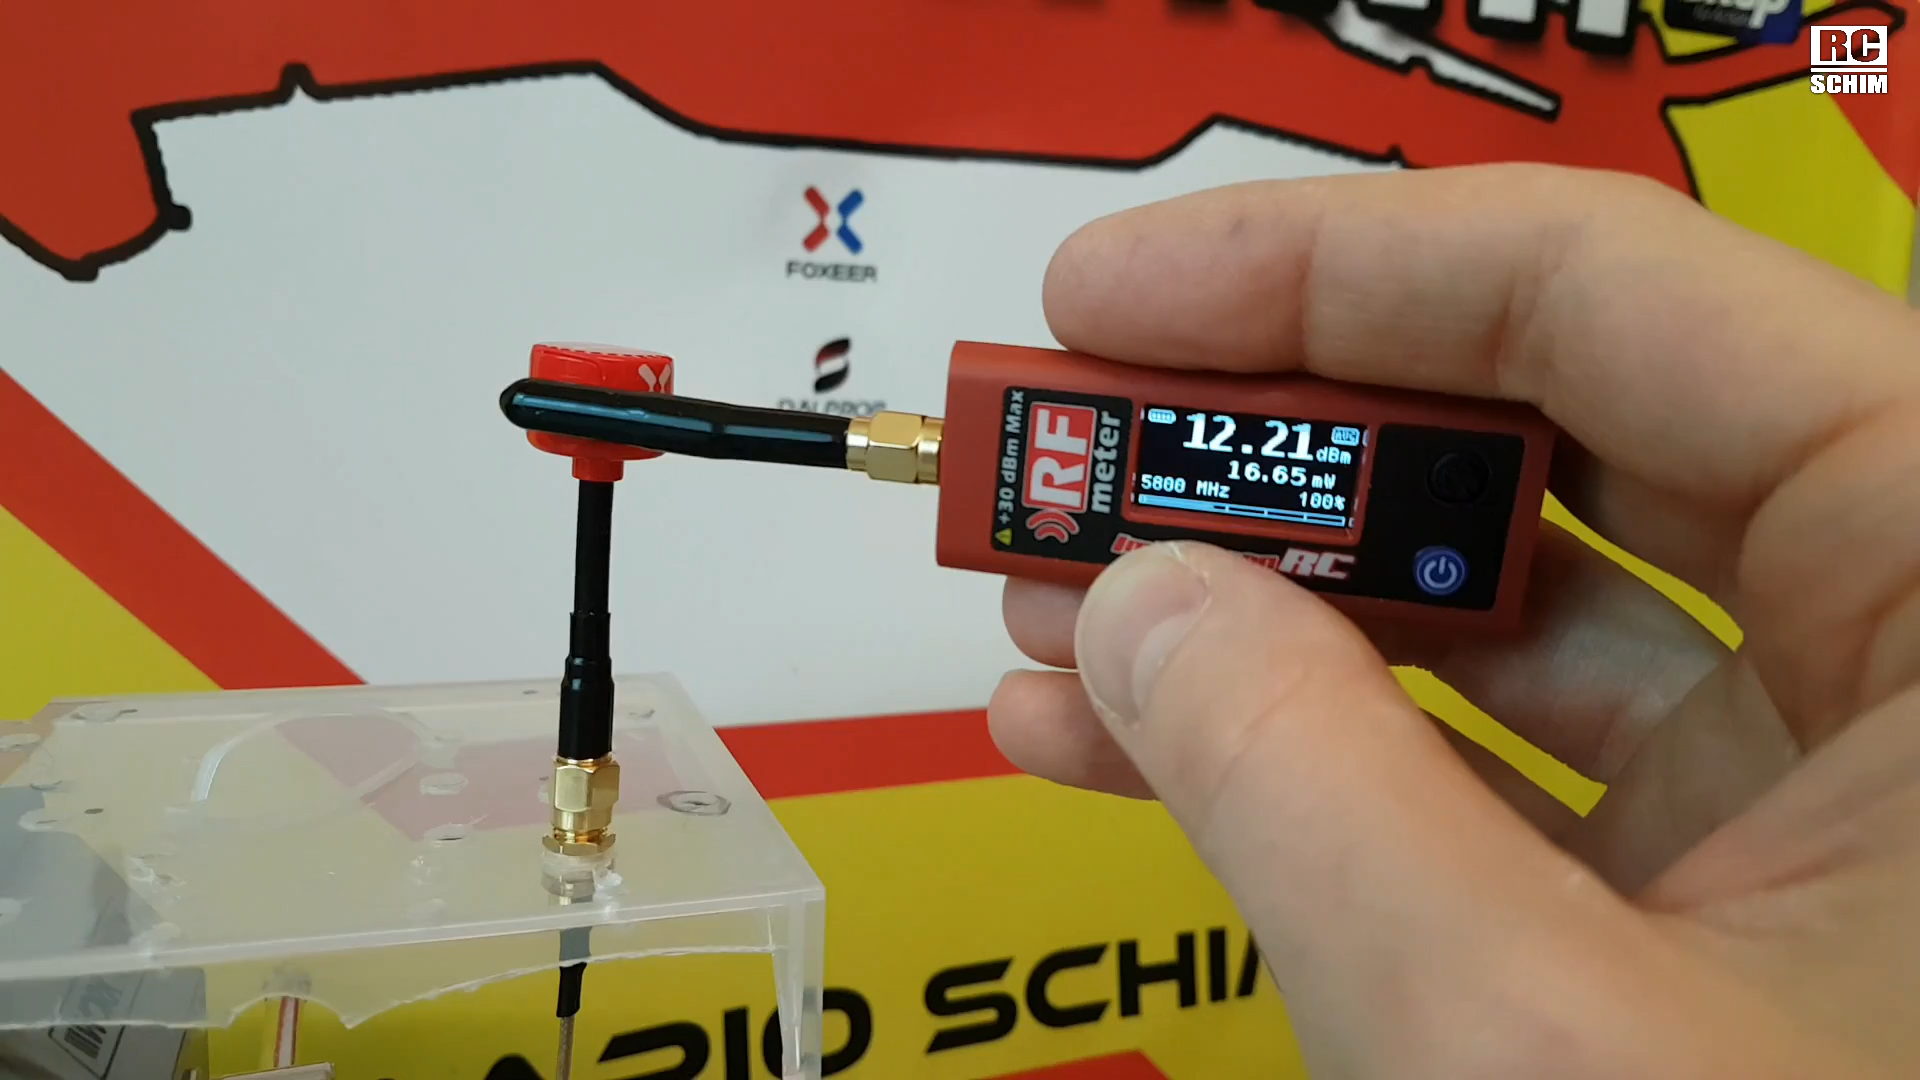 RC
SCHIM
FOXEER
+30 dBm Max
RF
meter
12.21 dBm
16.65 mW
5800 MHz
100%
RC
ARIO SCHI